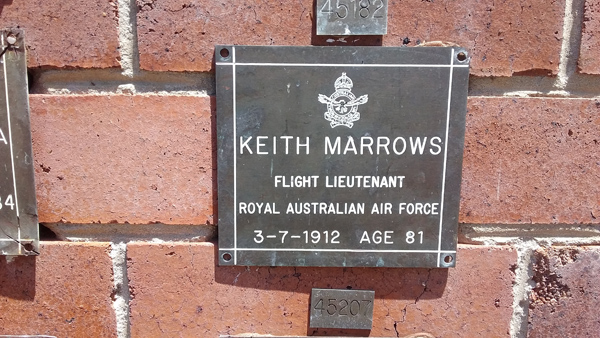 45182
KEITH MARROWS
FLIGHT LIEUTENANT
ROYAL AUSTRALIAN AIR FORCE
3-7-1912 AGE 81
45207